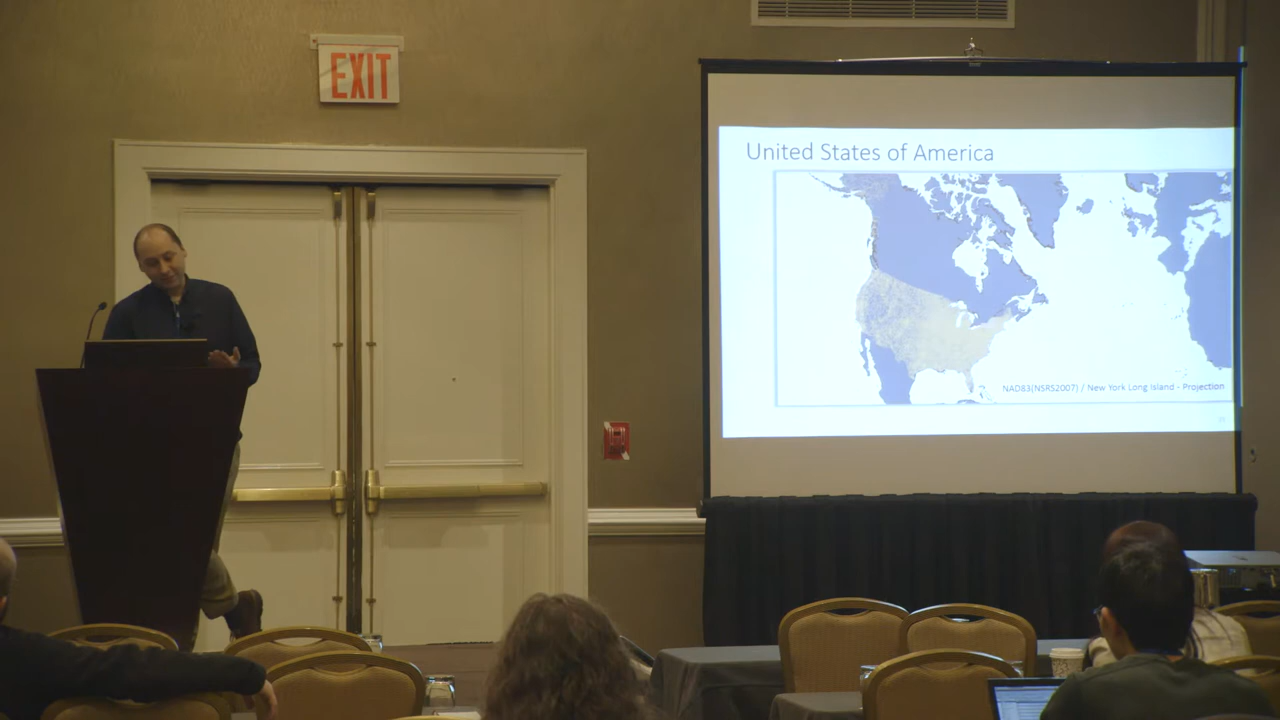 EXIT
United States of America
NAD83(NSRS2007) / New York Long Island - Projection